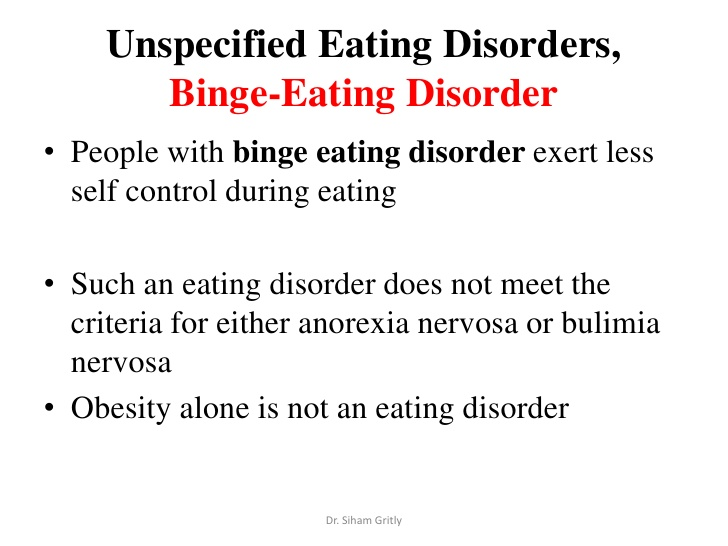 Unspecified Eating Disorders,
Binge-Eating Disorder
• People with binge eating disorder exert less
self control during eating
• Such an eating disorder does not meet the
criteria for either anorexia nervosa or bulimia
nervosa
• Obesity alone is not an eating disorder
Dr. Siham Gritly